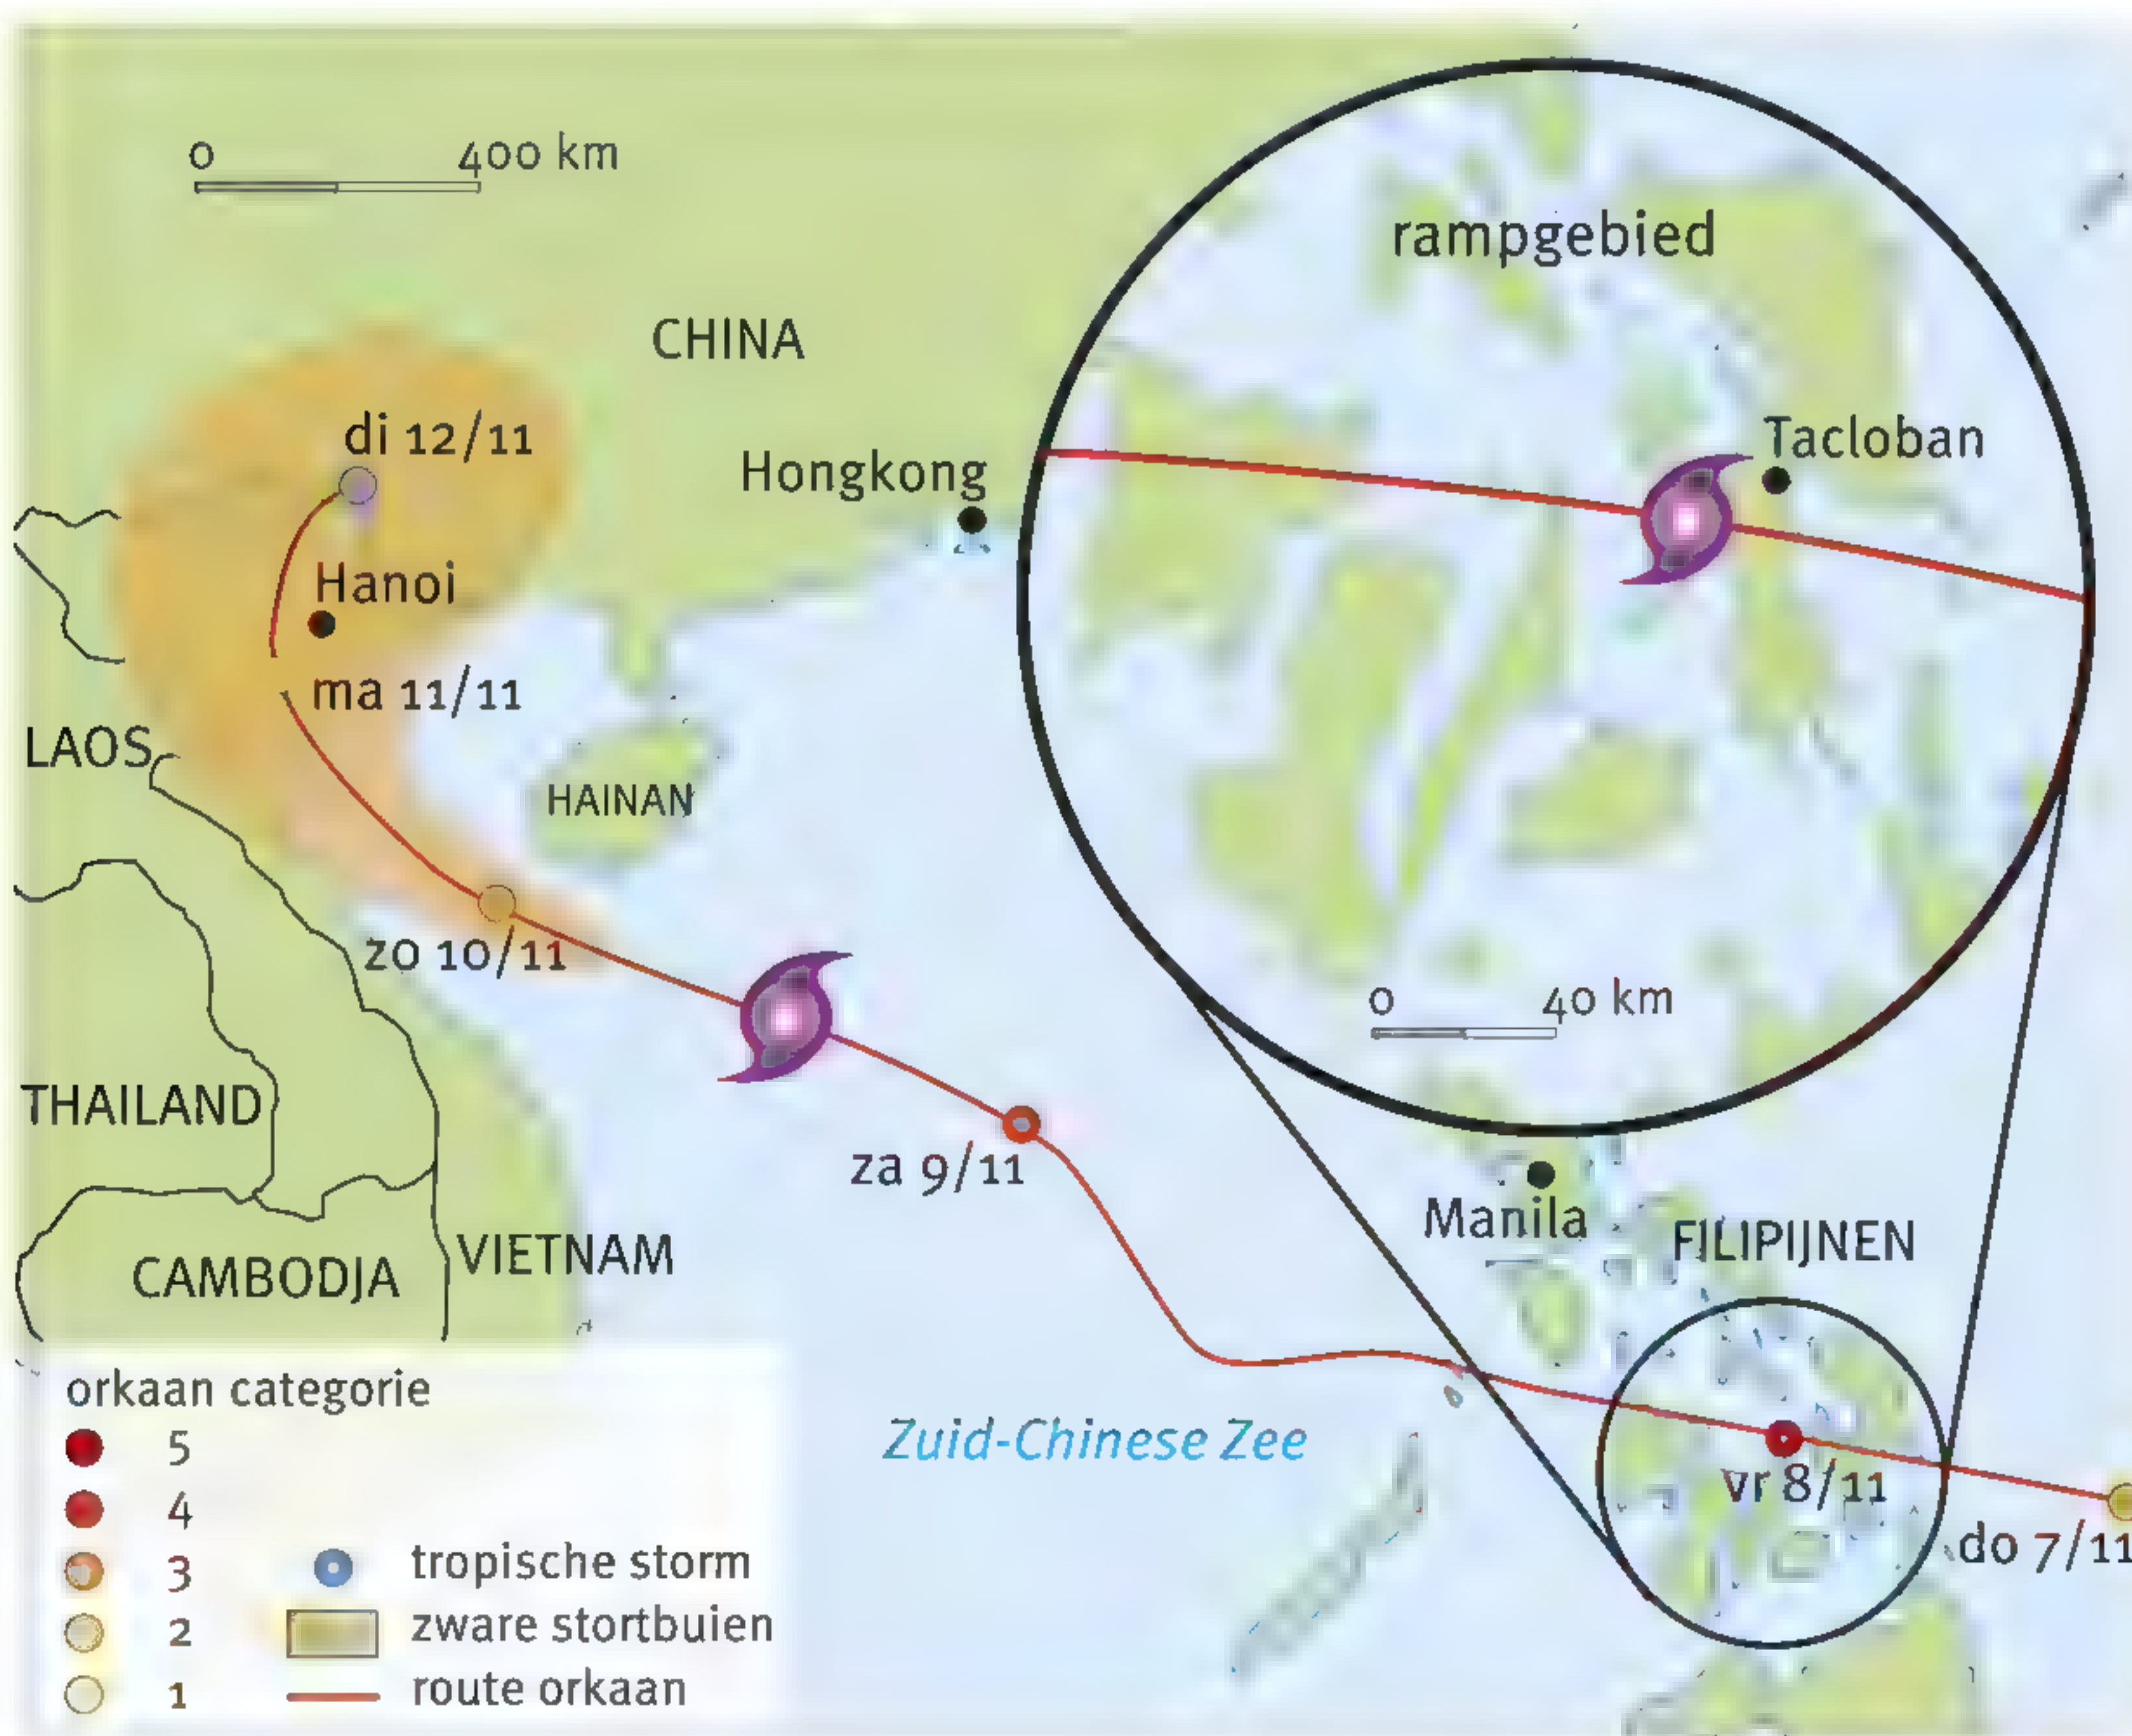 0 400 km
rampgebied
CHINA
di 12/11
Hongkong
Tacloban
Hanoi
ma 11/11
LAOS
HAINAN
zo 10/11
0 40 km
THAILAND
za 9/11
Manila
FILIPIJNEN
CAMBODJA
VIETNAM
vr 8/11
do 7/11
Zuid-Chinese Zee
orkaan categorie
5
4
3
2
1
tropische storm
zware stortbuien
route orkaan